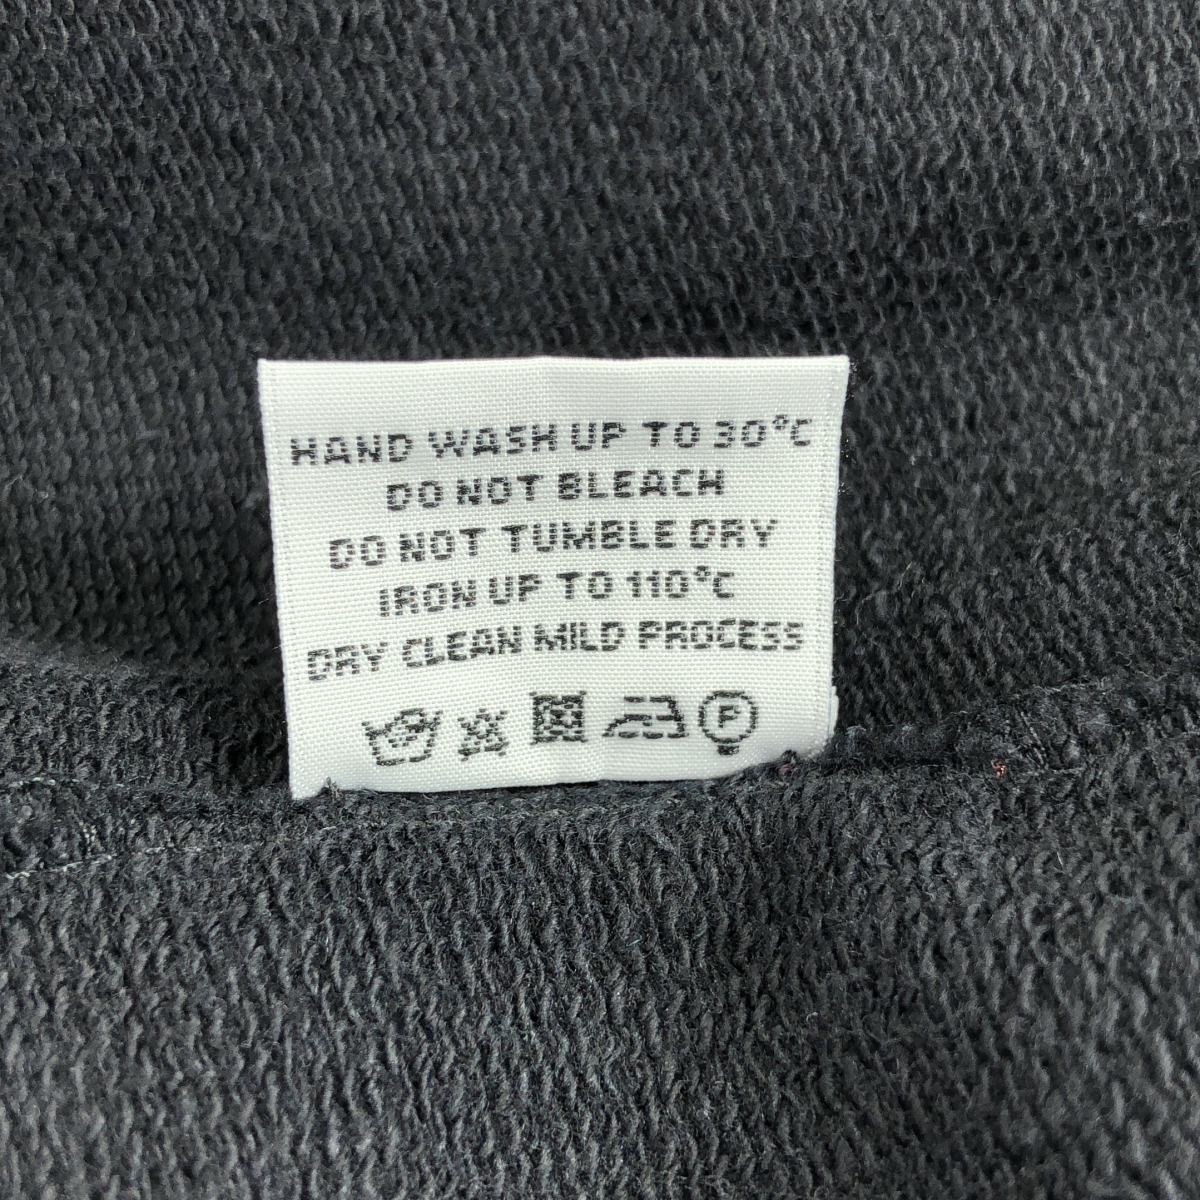 HAND WASH UP TO 30°C
DO NOT BLEACH
DO NOT TUMBLE DRY
IRON UP TO 110°C
DRY CLEAN MILD PROCESS
P